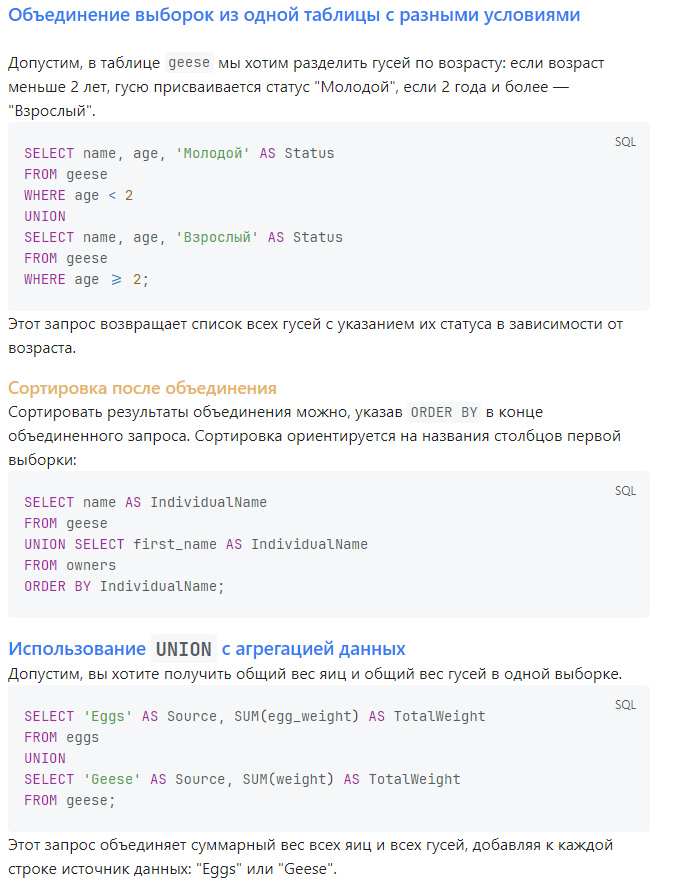 Объединение выборок из одной таблицы с разными условиями
Допустим, в таблице geese мы хотим разделить гусей по возрасту: если возраст
меньше 2 лет, гусю присваивается статус "Молодой", если 2 года и более —
"Взрослый".
SQL
SELECT name, age, 'Молодой' AS Status
FROM geese
WHERE age < 2
UNION
SELECT name, age, 'Взрослый' AS Status
FROM geese
WHERE age ⩾ 2;
Этот запрос возвращает список всех гусей с указанием их статуса в зависимости от
возраста.
Сортировка после объединения
Сортировать результаты объединения можно, указав ORDER BY в конце
объединенного запроса. Сортировка ориентируется на названия столбцов первой
выборки:
SQL
SELECT name AS IndividualName
FROM geese
UNION SELECT first_name AS IndividualName
FROM owners
ORDER BY IndividualName;
Использование UNION с агрегацией данных
Допустим, вы хотите получить общий вес яиц и общий вес гусей в одной выборке.
SQL
SELECT 'Eggs' AS Source, SUM(egg_weight) AS TotalWeight
FROM eggs
UNION
SELECT 'Geese' AS Source, SUM(weight) AS TotalWeight
FROM geese;
Этот запрос объединяет суммарный вес всех яиц и всех гусей, добавляя к каждой
строке источник данных: "Eggs" или "Geese".